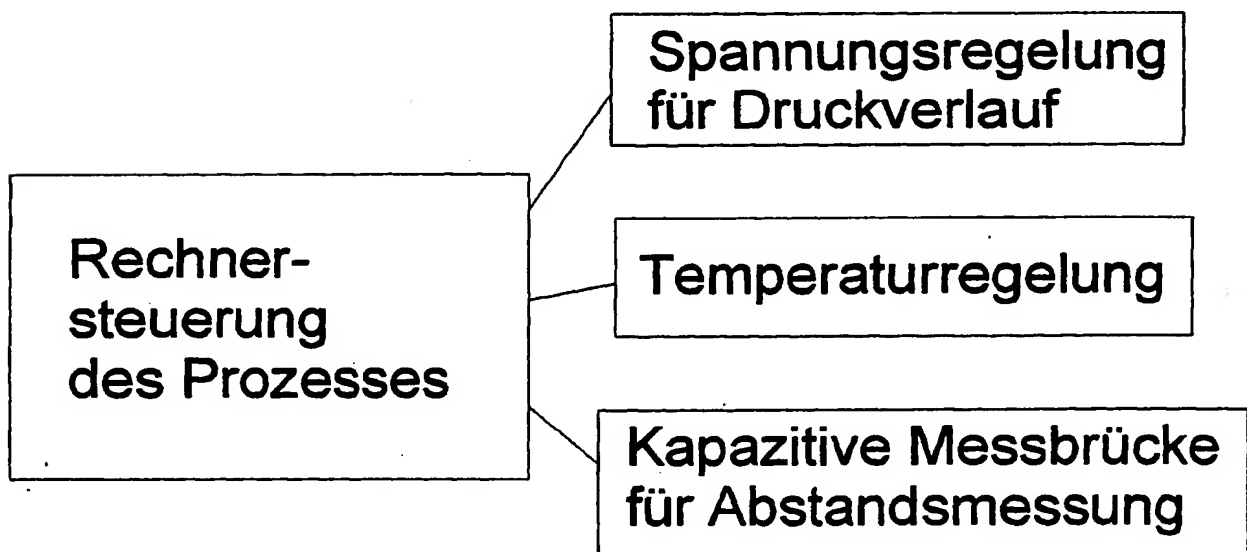 Spannungsregelung
für Druckverlauf
Rechner-
steuerung
des Prozesses
Temperaturregelung
Kapazitive Messbrücke
für Abstandsmessung